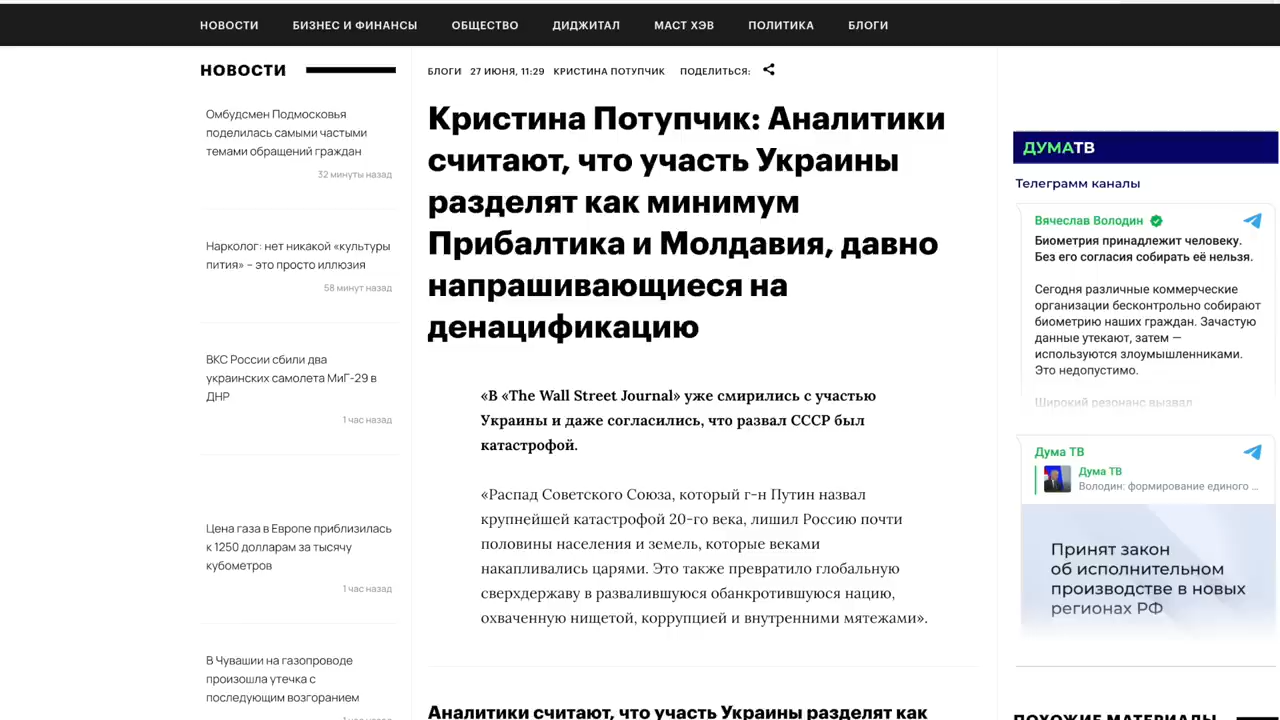 НОВОСТИ БИЗНЕС И ФИНАНСЫ ОБЩЕСТВО ДИДЖИТАЛ МАСТ ХЭВ ПОЛИТИКА БЛОГИ
НОВОСТИ
Омбудсмен Подмосковья
поделилась самыми частыми
темами обращений граждан
32 минуты назад
Нарколог: нет никакой «культуры
пития» – это просто иллюзия
58 минут назад
ВКС России сбили два
украинских самолета МиГ-29 в
ДНР
1 час назад
Цена газа в Европе приблизилась
к 1250 долларам за тысячу
кубометров
1 час назад
В Чувашии на газопроводе
произошла утечка с
последующим возгоранием
1 час назад
БЛОГИ 27 ИЮНЯ, 11:29 КРИСТИНА ПОТУПЧИК ПОДЕЛИТЬСЯ:
Кристина Потупчик: Аналитики
считают, что участь Украины
разделят как минимум
Прибалтика и Молдавия, давно
напрашивающиеся на
денацификацию
«В «The Wall Street Journal» уже смирились с участью
Украины и даже согласились, что развал СССР был
катастрофой.
«Распад Советского Союза, который г-н Путин назвал
крупнейшей катастрофой 20-го века, лишил Россию почти
половины населения и земель, которые веками
накапливались царями. Это также превратило глобальную
сверхдержаву в развалившуюся обанкротившуюся нацию,
охваченную нищетой, коррупцией и внутренними мятежами».
Аналитики считают, что участь Украины разделят как
ДУМАТВ
Телеграмм каналы
Вячеслав Володин
Биометрия принадлежит человеку.
Без его согласия собирать её нельзя.
Сегодня различные коммерческие
организации бесконтрольно собирают
биометрию наших граждан. Зачастую
данные утекают, затем —
используются злоумышленниками.
Это недопустимо.
Широкий резонанс вызвал
Дума ТВ
Дума ТВ
Володин: формирование единого ...
Принят закон
об исполнительном
производстве в новых
регионах РФ
ПОХОЖИЕ МАТЕРИАЛЫ